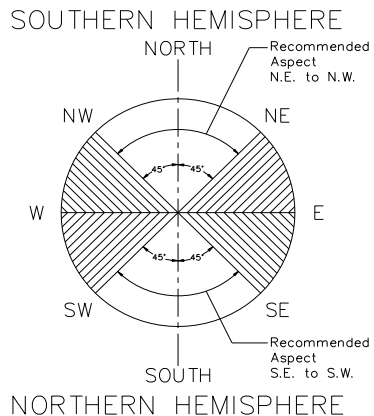 SOUTHERN HEMISPHERE
NORTH
Recommended
Aspect
N.E. to N.W.
NW
NE
45°
45°
W
E
45°
45°
SW
SE
Recommended
Aspect
S.E. to S.W.
SOUTH
NORTHERN HEMISPHERE